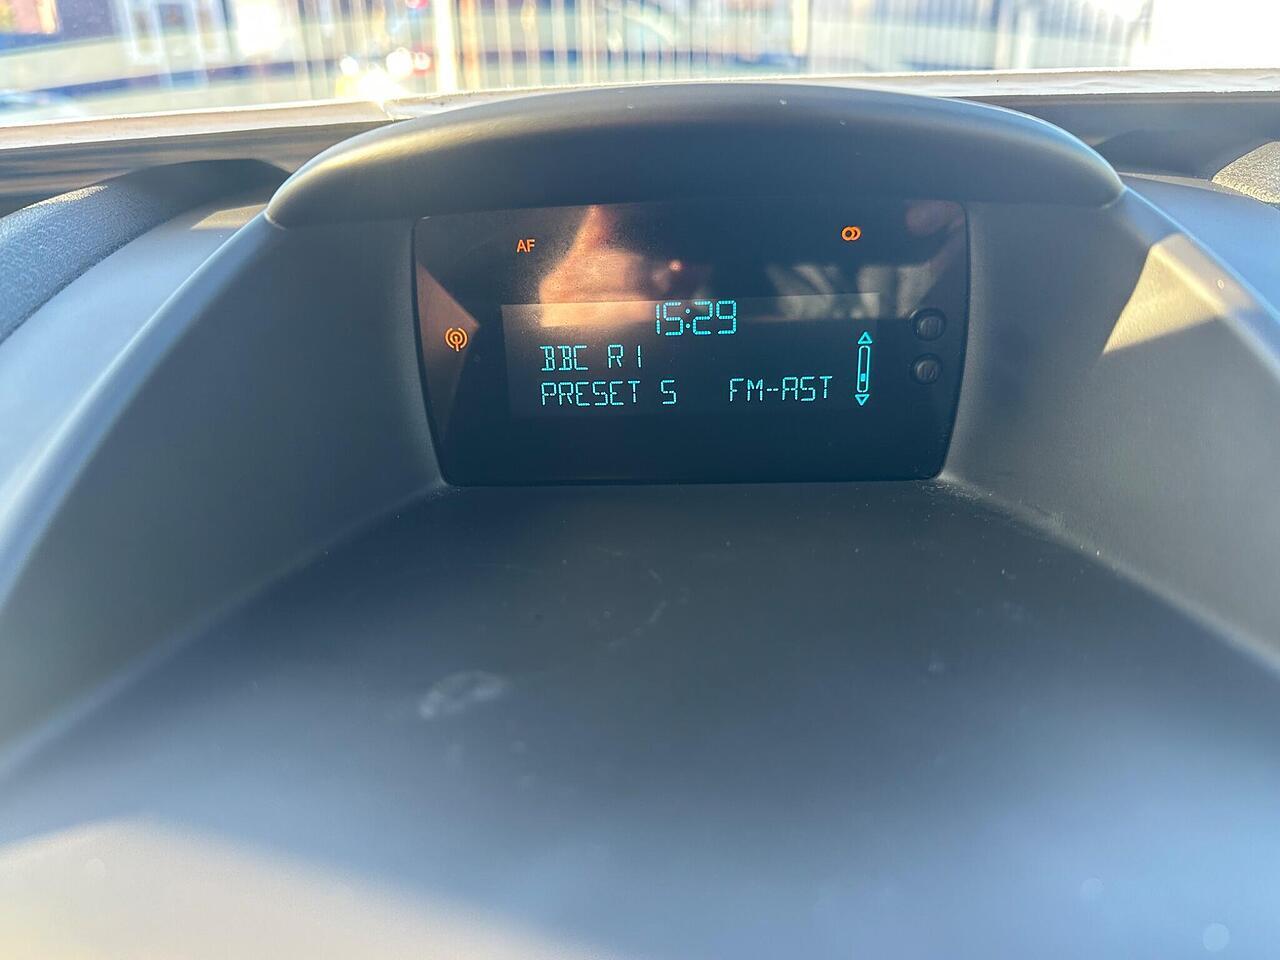 AF
15:29
BBC R1
PRESET 5 FM-AST